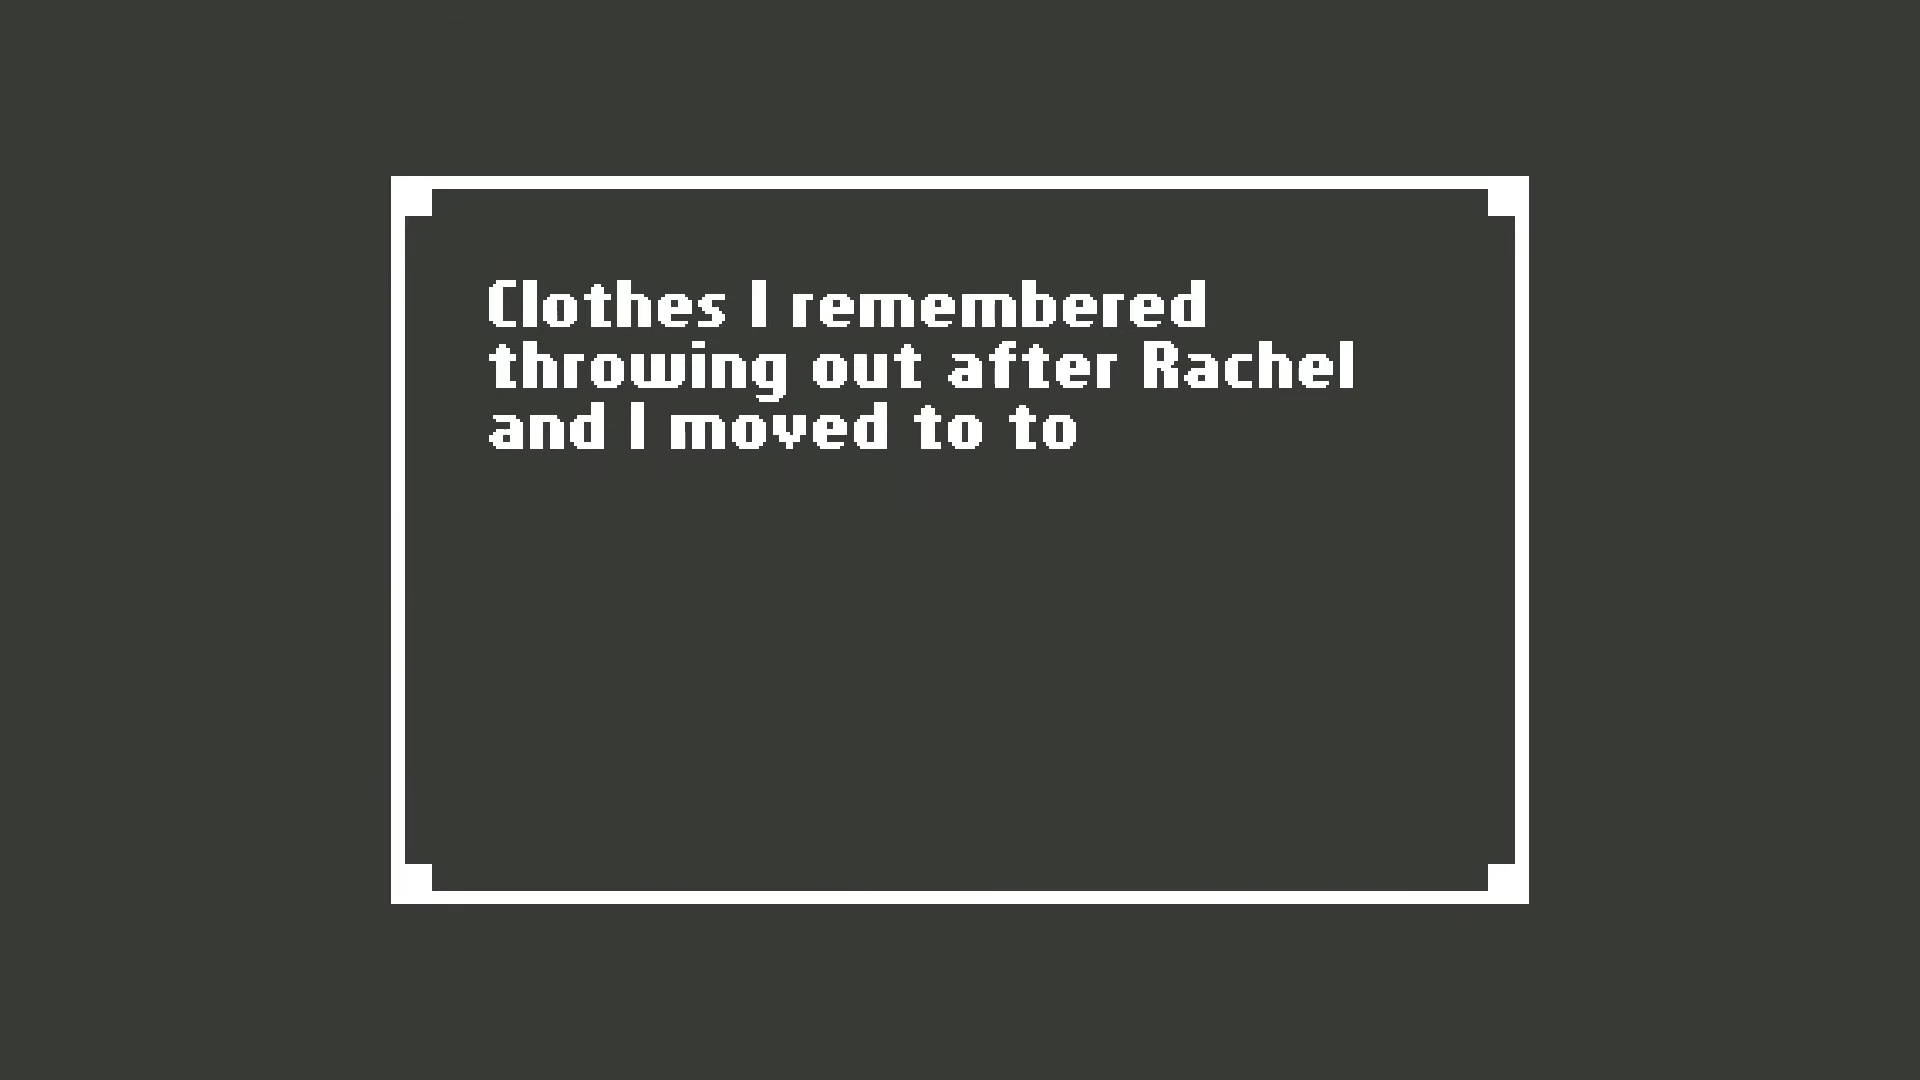 Clothes I remembered
throwing out after Rachel
and I moved to to